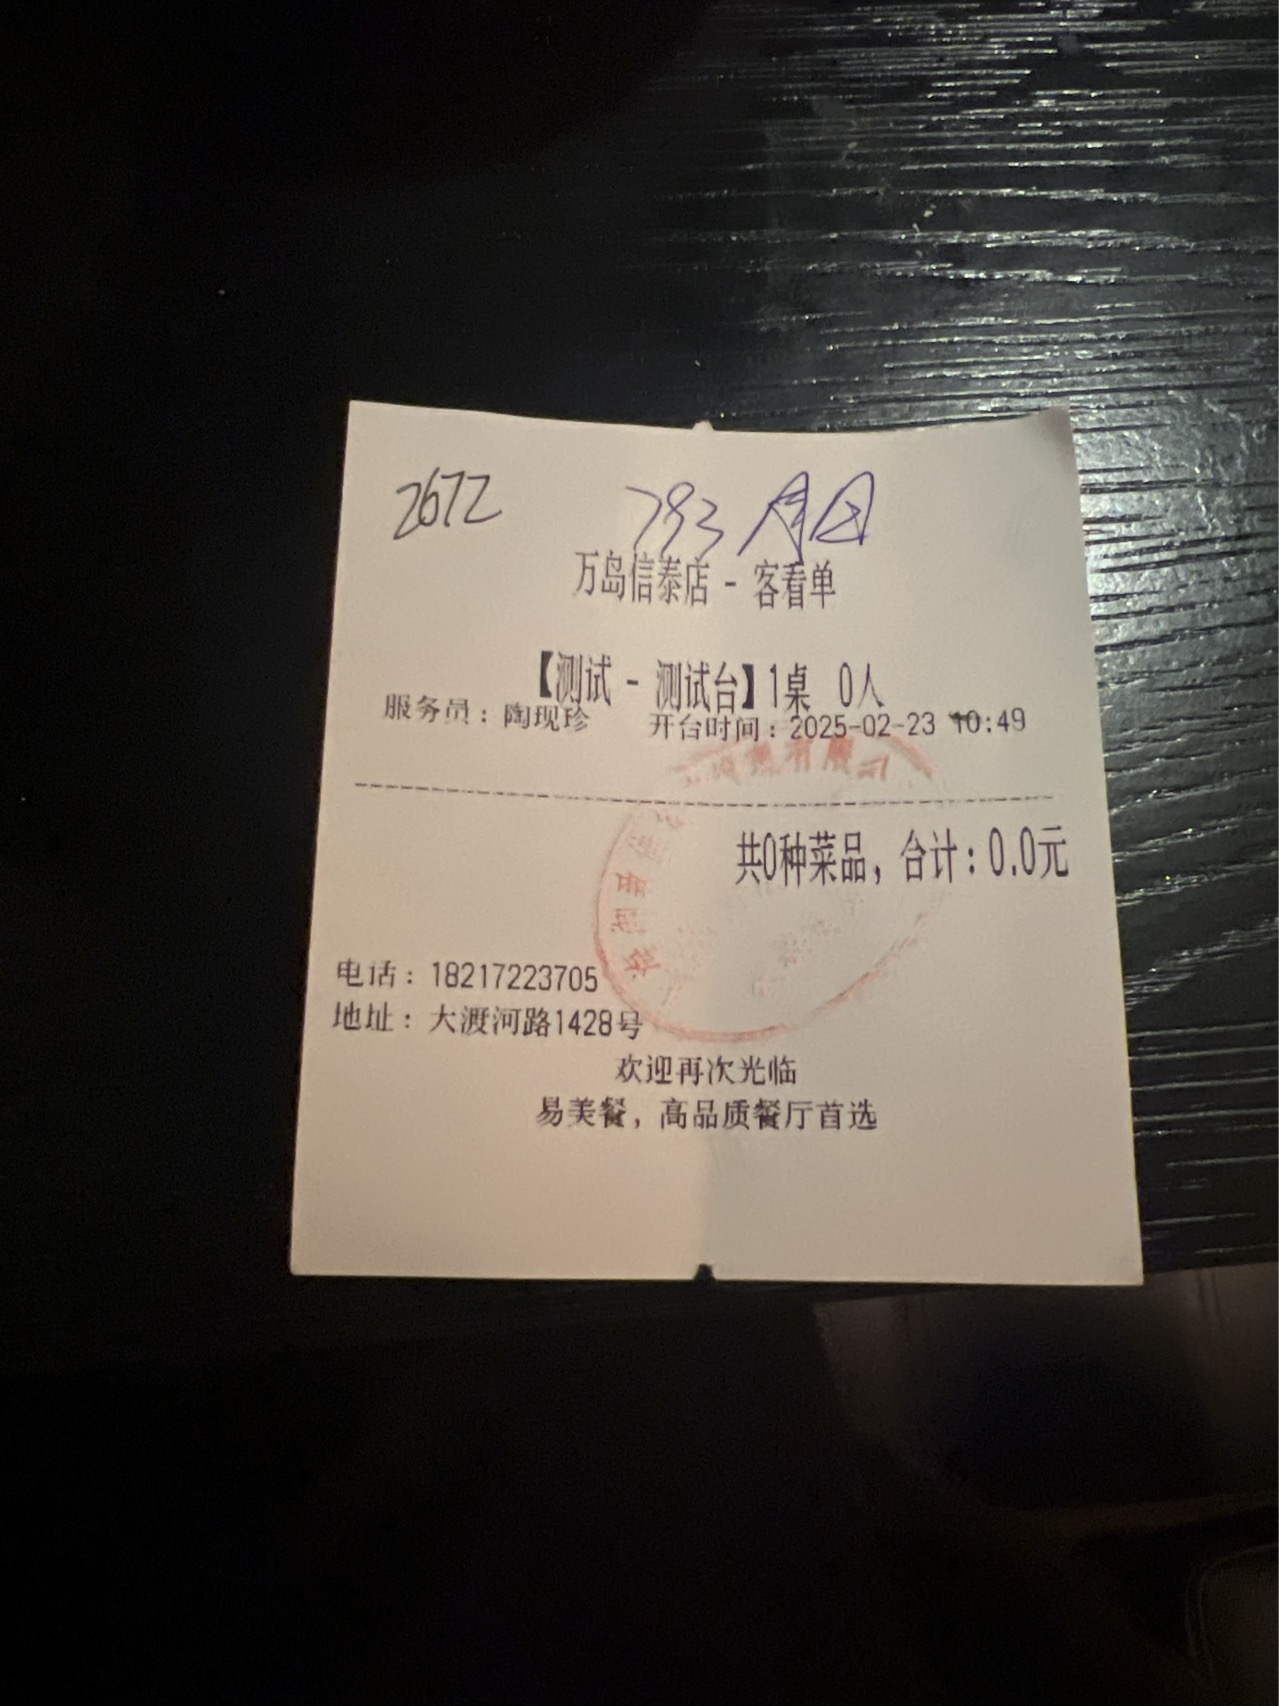 2672 793
万岛信泰店 - 客看单
【测试 - 测试台】1桌 0人
服务员：陶现珍 开台时间：2025-02-23 10:49
共0种菜品，合计：0.0元
电话：18217223705
地址：大渡河路1428号
欢迎再次光临
易美餐，高品质餐厅首选